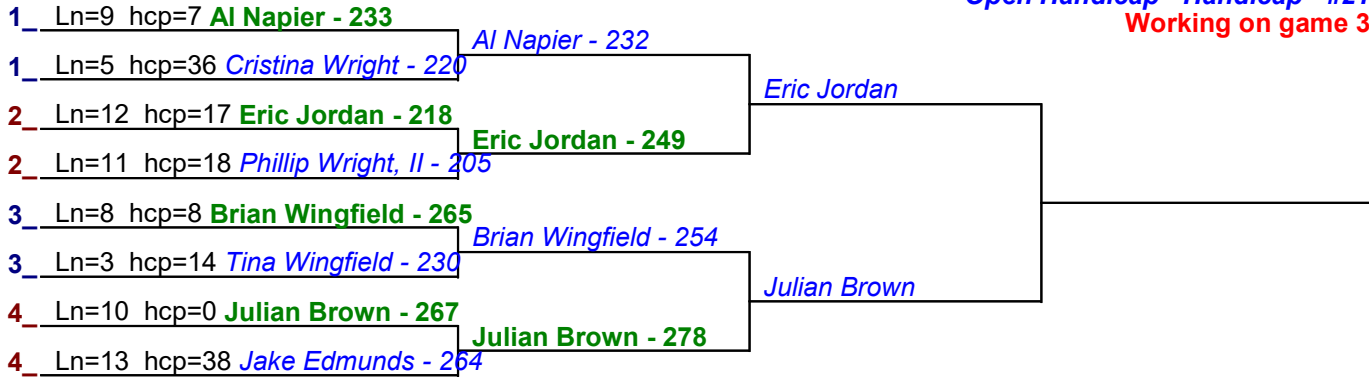 Open Handicap - Handicap - #21
Working on game 3
1_ Ln=9 hcp=7 Al Napier - 233
Al Napier - 232
1_ Ln=5 hcp=36 Cristina Wright - 220
Eric Jordan
2_ Ln=12 hcp=17 Eric Jordan - 218
Eric Jordan - 249
2_ Ln=11 hcp=18 Phillip Wright, II - 205
3_ Ln=8 hcp=8 Brian Wingfield - 265
Brian Wingfield - 254
3_ Ln=3 hcp=14 Tina Wingfield - 230
Julian Brown
4_ Ln=10 hcp=0 Julian Brown - 267
Julian Brown - 278
4_ Ln=13 hcp=38 Jake Edmunds - 264